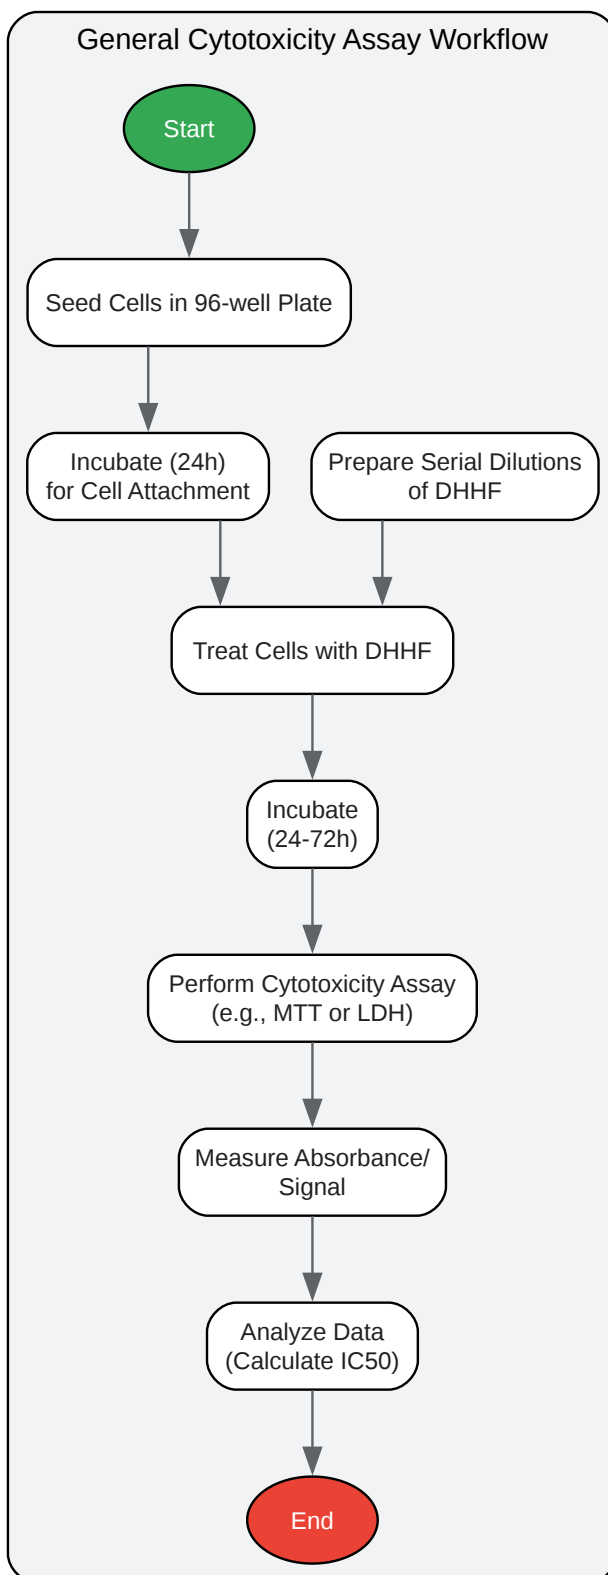 General Cytotoxicity Assay Workflow
Start
Seed Cells in 96-well Plate
Incubate (24h)
for Cell Attachment
Prepare Serial Dilutions
of DHHF
Treat Cells with DHHF
Incubate
(24-72h)
Perform Cytotoxicity Assay
(e.g., MTT or LDH)
Measure Absorbance/
Signal
Analyze Data
(Calculate IC50)
End